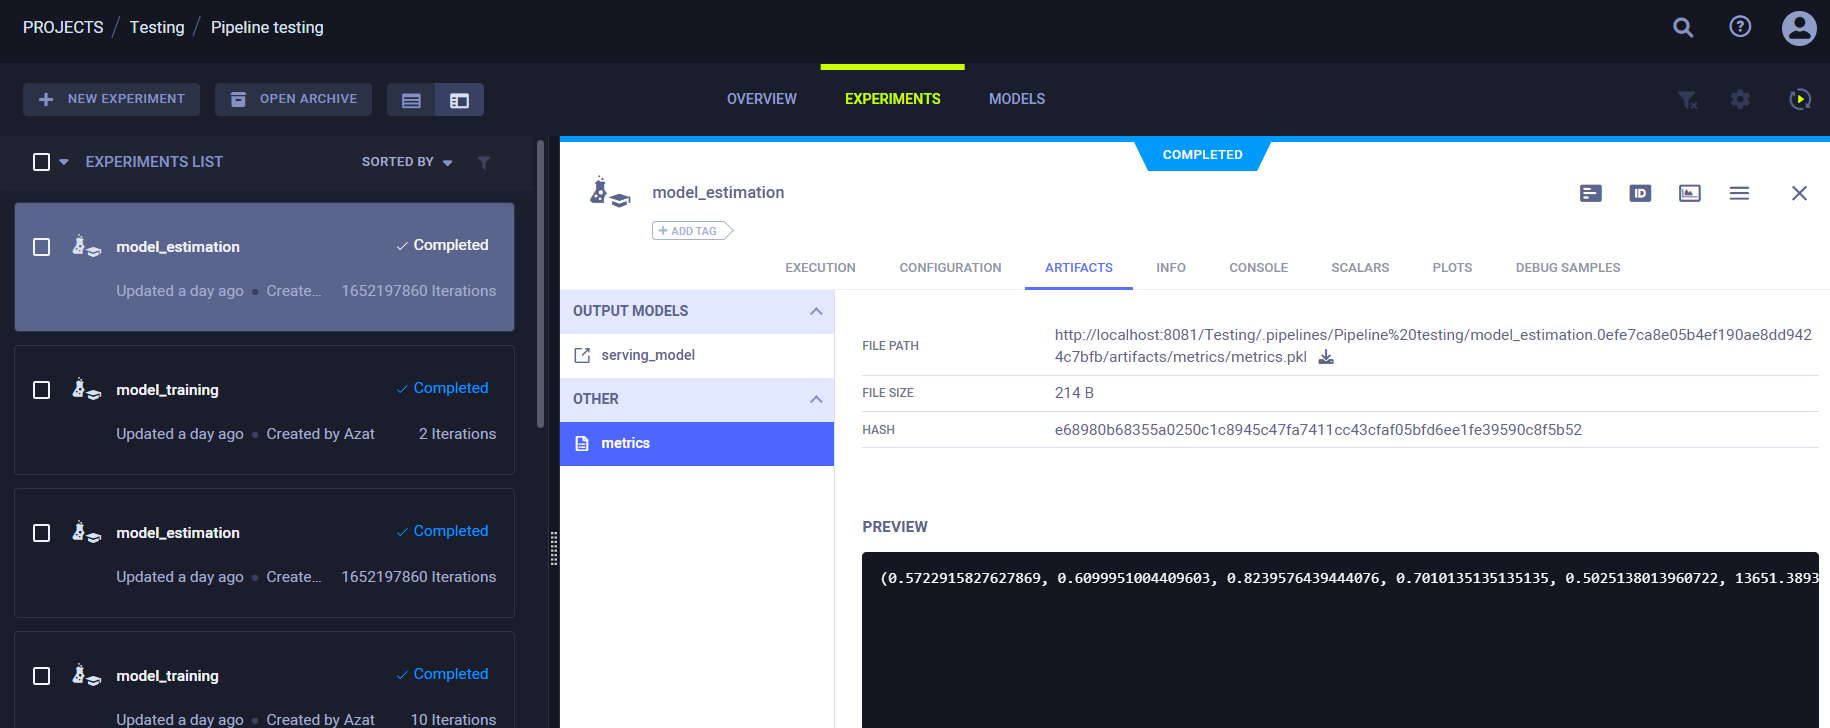 PROJECTS / Testing / Pipeline testing
NEW EXPERIMENT
OPEN ARCHIVE
OVERVIEW
EXPERIMENTS
MODELS
EXPERIMENTS LIST
SORTED BY
model_estimation
Completed
Updated a day ago • Create... 1652197860 Iterations
model_training
Completed
Updated a day ago • Created by Azat 2 Iterations
model_estimation
Completed
Updated a day ago • Create... 1652197860 Iterations
model_training
Completed
Updated a day ago • Created by Azat 10 Iterations
COMPLETED
model_estimation
ID
+ ADD TAG
EXECUTION
CONFIGURATION
ARTIFACTS
INFO
CONSOLE
SCALARS
PLOTS
DEBUG SAMPLES
OUTPUT MODELS
serving_model
OTHER
metrics
FILE PATH
http://localhost:8081/Testing/.pipelines/Pipeline%20testing/model_estimation.0efe7ca8e05b4ef190ae8dd942
4c7bfb/artifacts/metrics/metrics.pkl
FILE SIZE
214 B
HASH
e68980b68355a0250c1c8945c47fa7411cc43cfaf05bfd6ee1fe39590c8f5b52
PREVIEW
(0.5722915827627869, 0.6099951004409603, 0.8239576439444076, 0.7010135135135135, 0.5025138013960722, 13651.3893